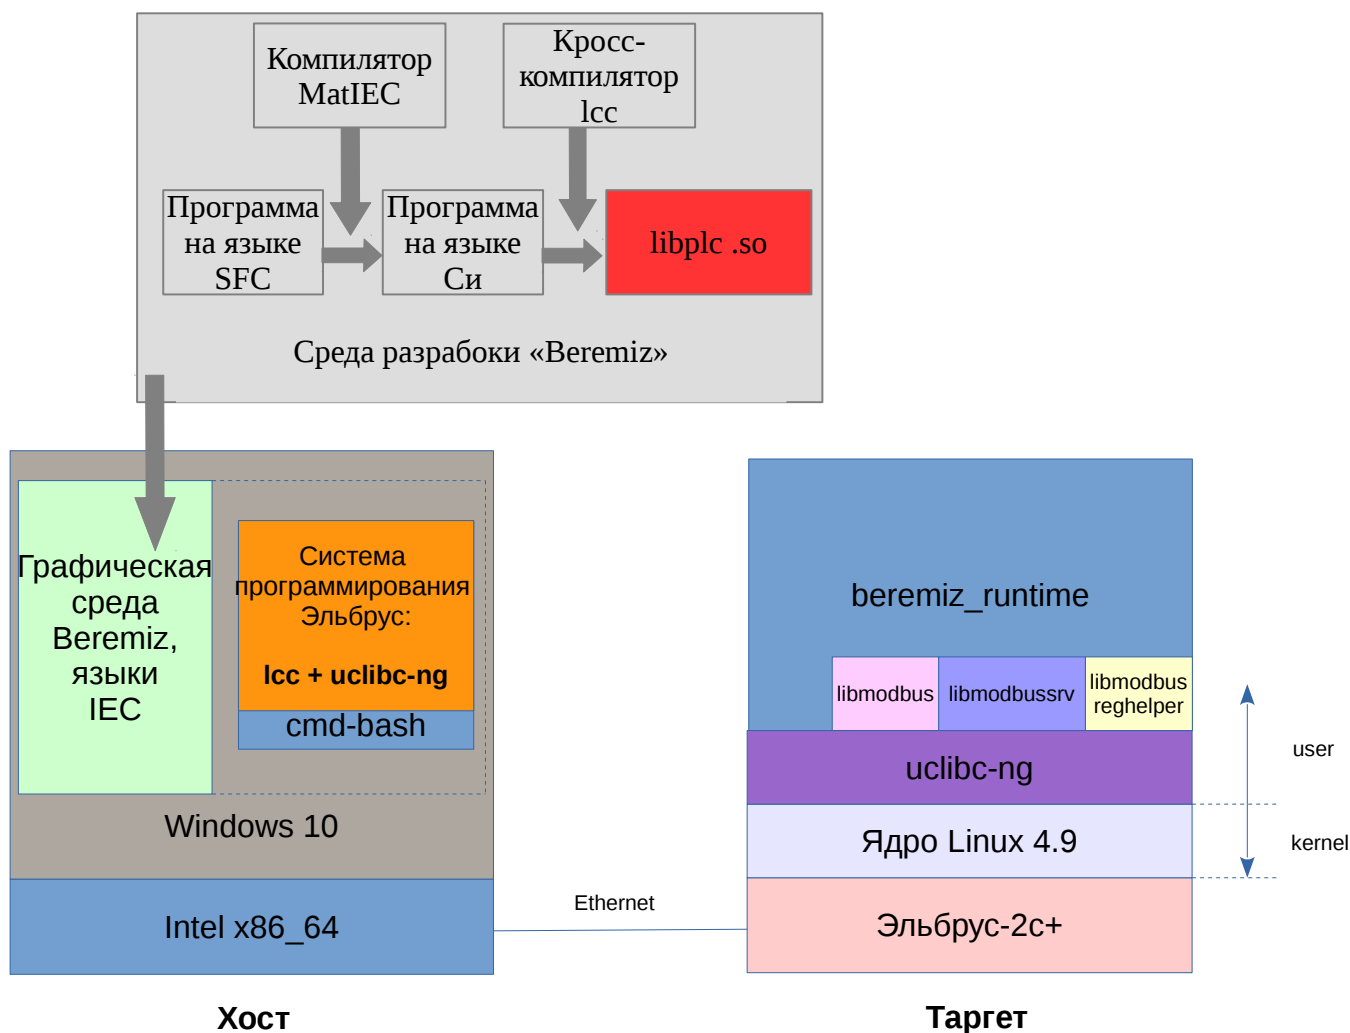 Компилятор
MatIEC
Кросс-
компилятор
lcc
Программа
на языке
SFC
Программа
на языке
Си
libplc .so
Среда разрабоки «Beremiz»
Графическая
среда
Beremiz,
языки
IEC
Система
программирования
Эльбрус:
lcc + uclibc-ng
cmd-bash
Windows 10
Intel x86_64
Хост
Ethernet
beremiz_runtime
libmodbus
libmodbussrv
libmodbus
reghelper
uclibc-ng
Ядро Linux 4.9
Эльбрус-2с+
Таргет
user
kernel